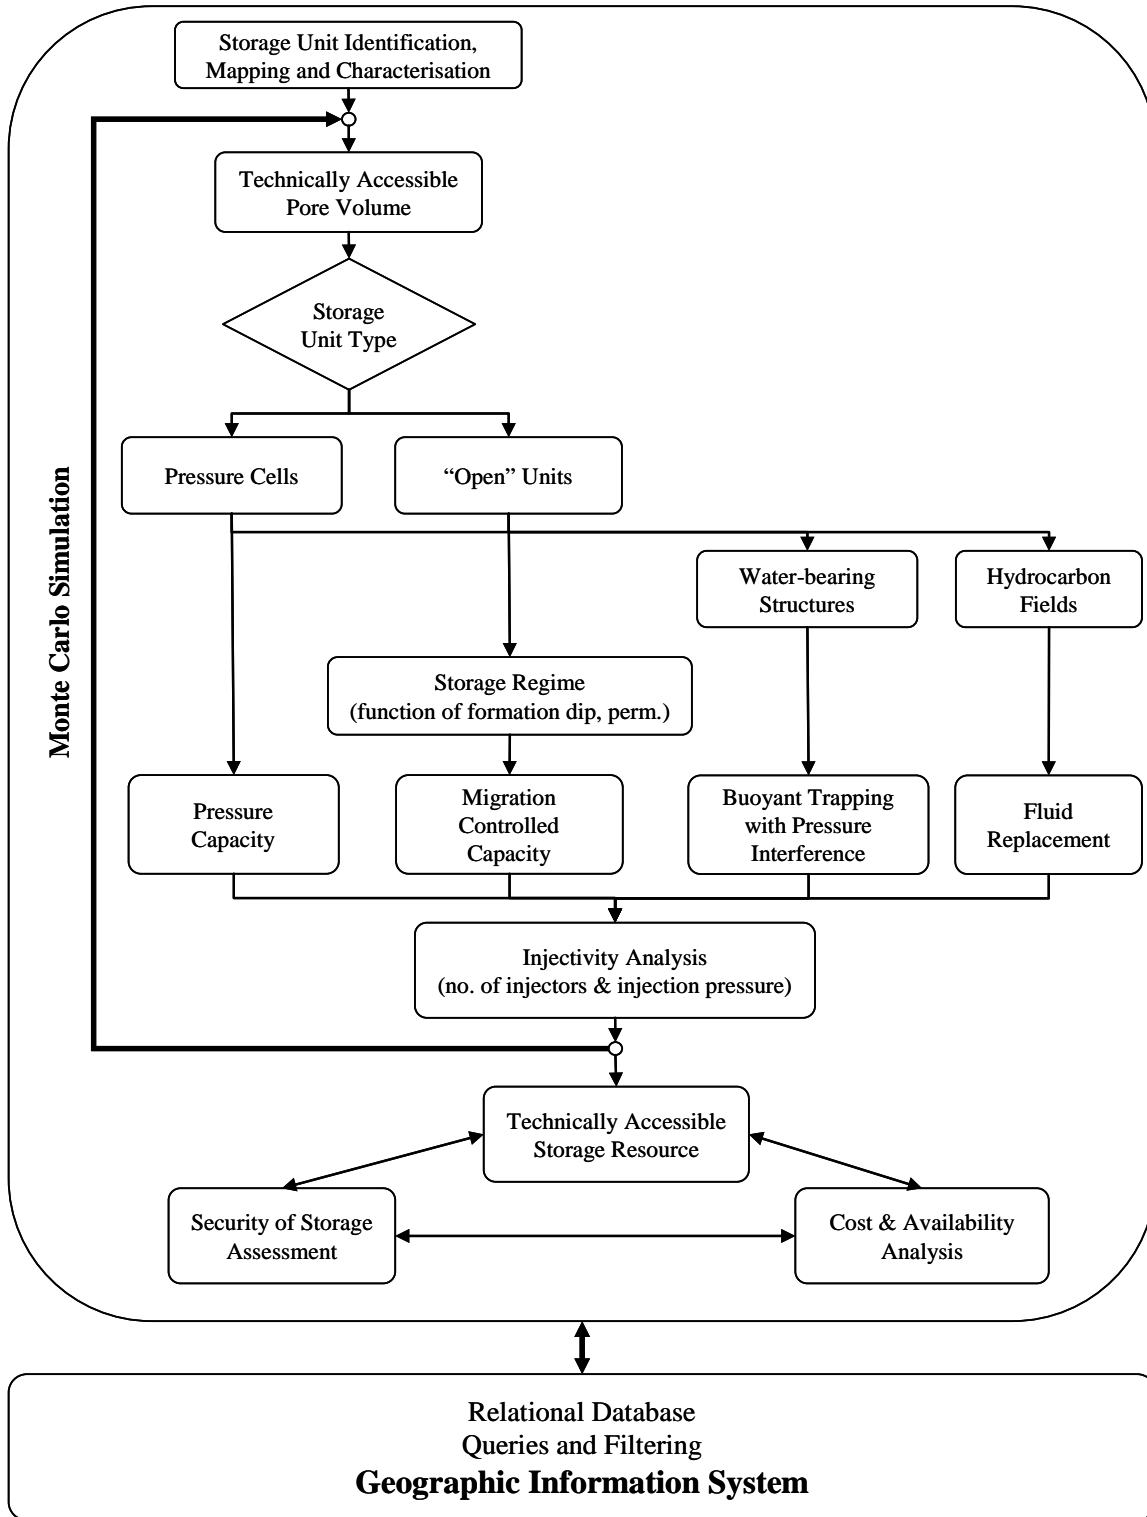 Storage Unit Identification,
Mapping and Characterisation
Technically Accessible
Pore Volume
Storage
Unit Type
Pressure Cells
“Open” Units
Water-bearing
Structures
Hydrocarbon
Fields
Monte Carlo Simulation
Storage Regime
(function of formation dip, perm.)
Pressure
Capacity
Migration
Controlled
Capacity
Buoyant Trapping
with Pressure
Interference
Fluid
Replacement
Injectivity Analysis
(no. of injectors & injection pressure)
Technically Accessible
Storage Resource
Security of Storage
Assessment
Cost & Availability
Analysis
Relational Database
Queries and Filtering
Geographic Information System